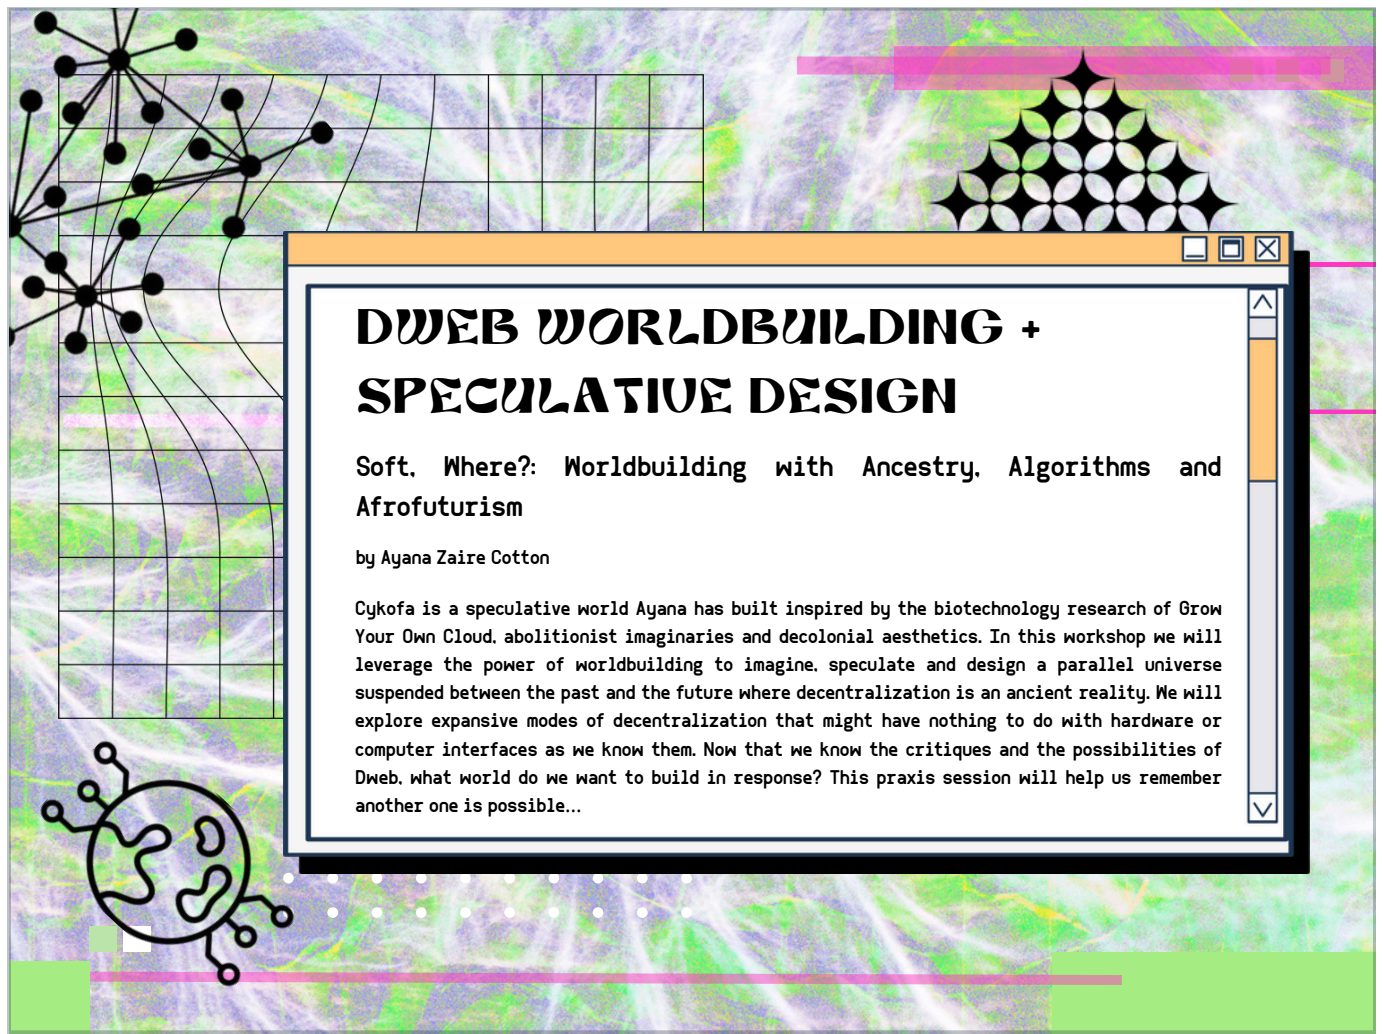 DWEB WORLDBUILDING +
SPECULATIVE DESIGN
Soft, Where?: Worldbuilding with Ancestry, Algorithms and
Afrofuturism
by Ayana Zaire Cotton
Cykofa is a speculative world Ayana has built inspired by the biotechnology research of Grow
Your Own Cloud, abolitionist imaginaries and decolonial aesthetics. In this workshop we will
leverage the power of worldbuilding to imagine, speculate and design a parallel universe
suspended between the past and the future where decentralization is an ancient reality. We will
explore expansive modes of decentralization that might have nothing to do with hardware or
computer interfaces as we know them. Now that we know the critiques and the possibilities of
Dweb, what world do we want to build in response? This praxis session will help us remember
another one is possible...